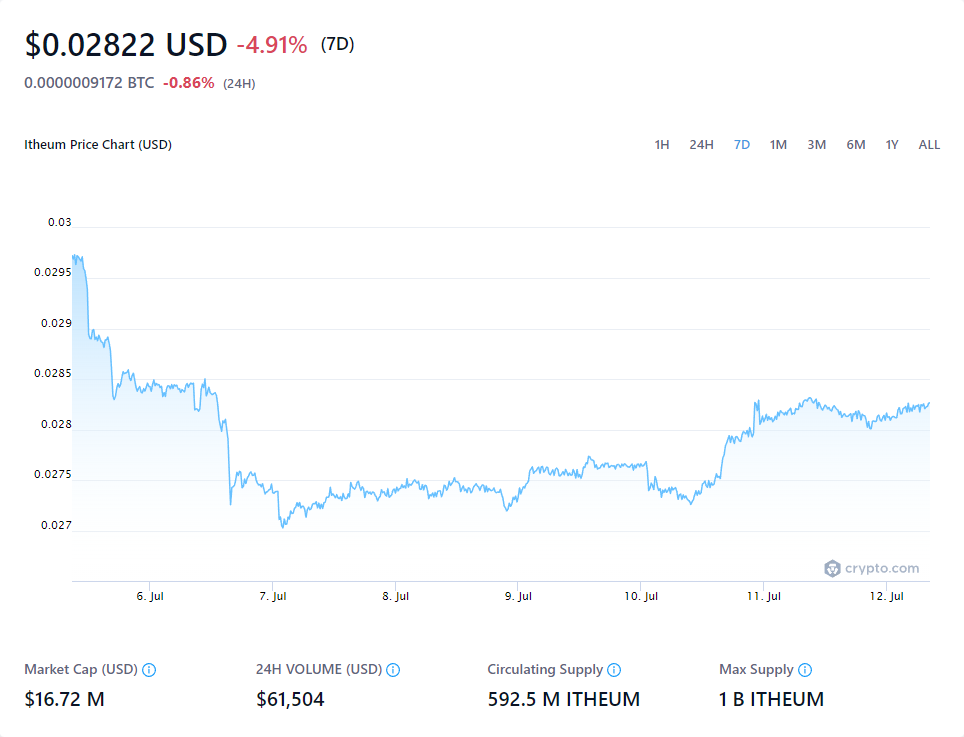 $0.02822 USD -4.91% (7D)
0.0000009172 BTC -0.86% (24H)
Itheum Price Chart (USD)
1H 24H 7D 1M 3M 6M 1Y ALL
0.03
0.0295
0.029
0.0285
0.028
0.0275
0.027
crypto.com
6. Jul 7. Jul 8. Jul 9. Jul 10. Jul 11. Jul 12. Jul
Market Cap (USD) 24H VOLUME (USD) Circulating Supply Max Supply
$16.72 M $61,504 592.5 M ITHEUM 1 B ITHEUM